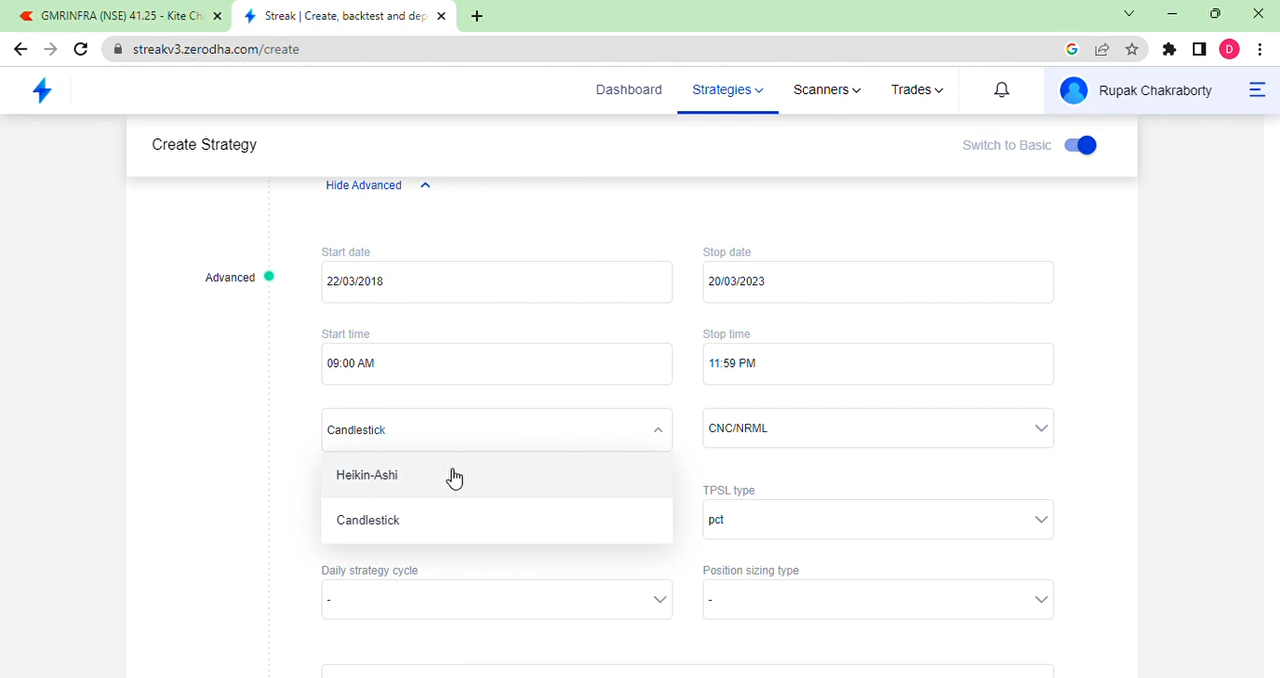 GMRINFRA (NSE) 41.25 - Kite Ch
Streak | Create, backtest and dep
streakv3.zerodha.com/create
D
Dashboard
Strategies
Scanners
Trades
Rupak Chakraborty
Create Strategy
Switch to Basic
Hide Advanced
Advanced
Start date
Stop date
22/03/2018
20/03/2023
Start time
Stop time
09:00 AM
11:59 PM
Candlestick
CNC/NRML
Heikin-Ashi
Candlestick
TPSL type
pct
Daily strategy cycle
Position sizing type
-
-